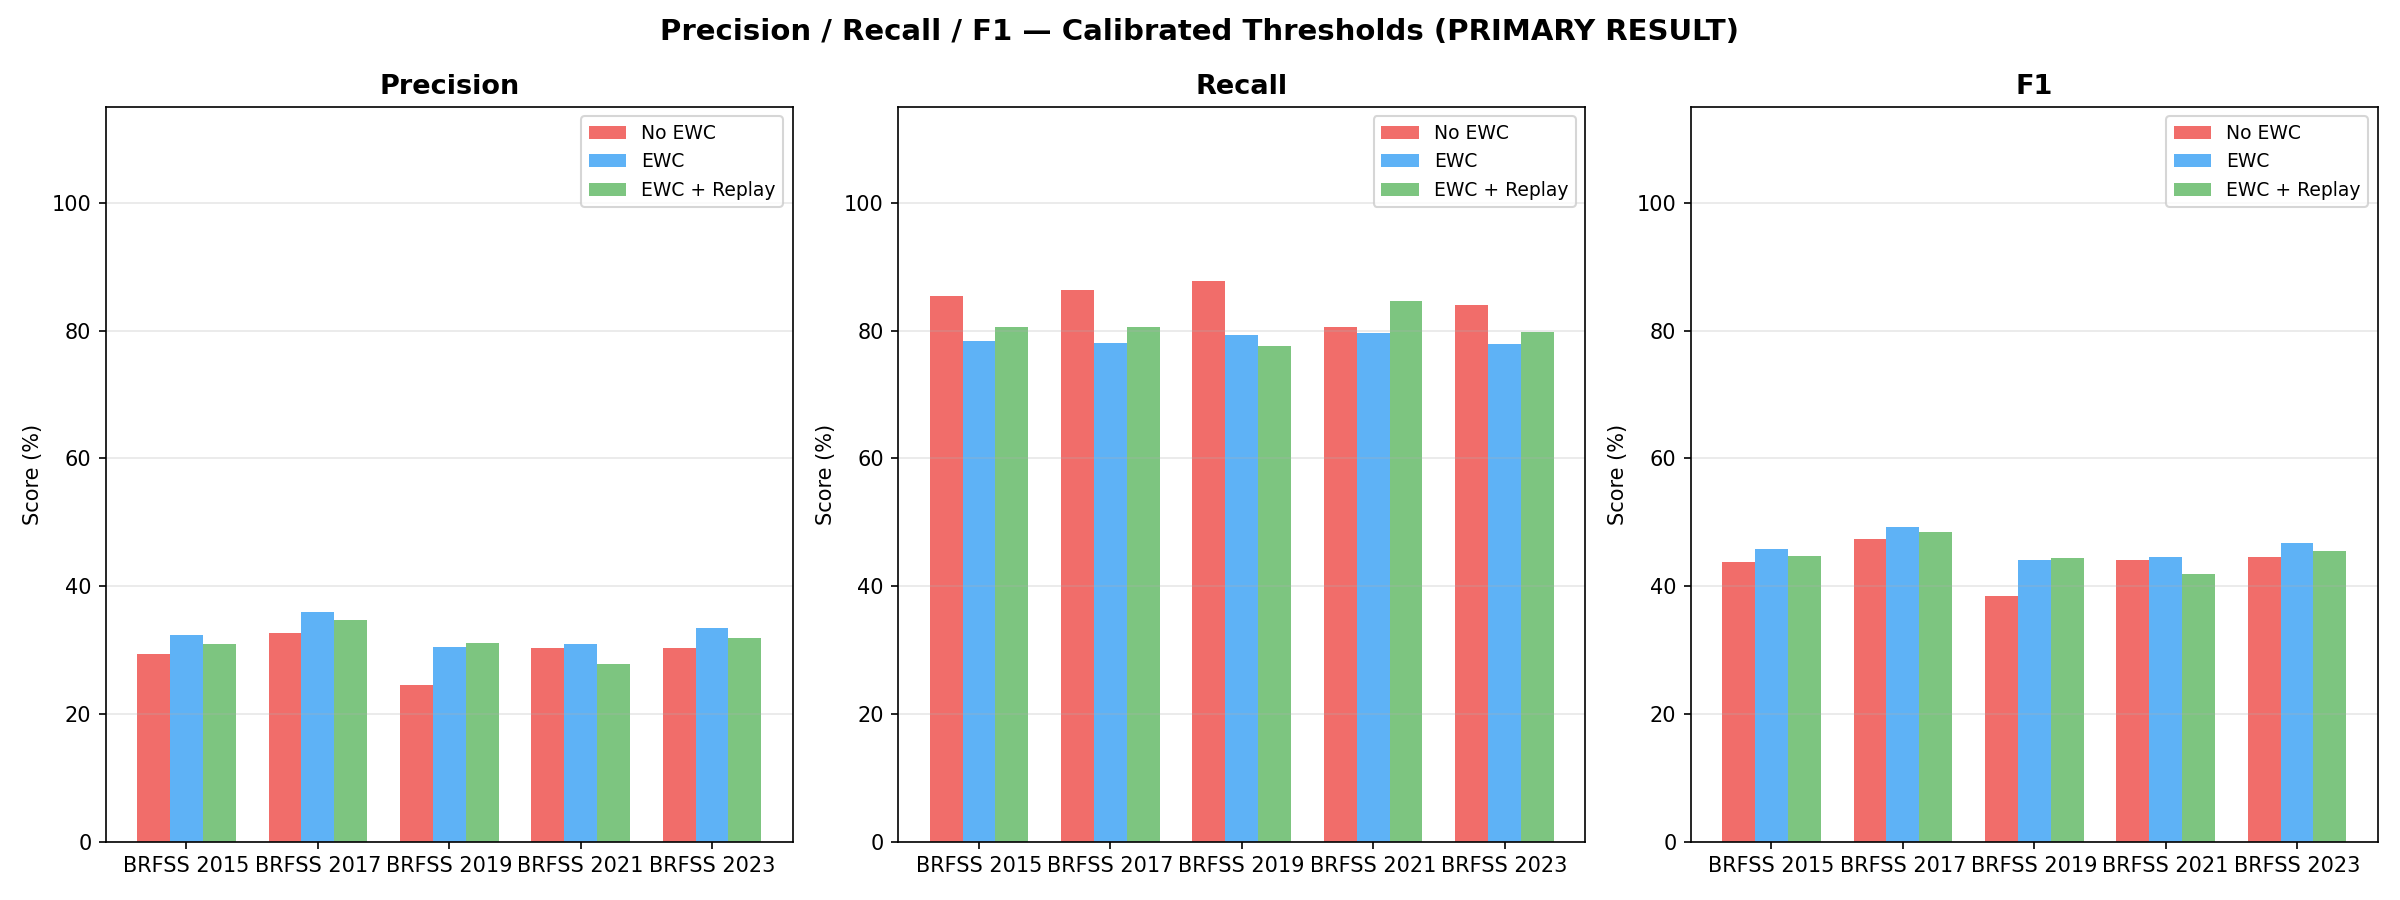 Precision / Recall / F1 — Calibrated Thresholds (PRIMARY RESULT)
Precision
Score (%)
100
80
60
40
20
0
No EWC
EWC
EWC + Replay
BRFSS 2015 BRFSS 2017 BRFSS 2019 BRFSS 2021 BRFSS 2023
Recall
Score (%)
100
80
60
40
20
0
No EWC
EWC
EWC + Replay
BRFSS 2015 BRFSS 2017 BRFSS 2019 BRFSS 2021 BRFSS 2023
F1
Score (%)
100
80
60
40
20
0
No EWC
EWC
EWC + Replay
BRFSS 2015 BRFSS 2017 BRFSS 2019 BRFSS 2021 BRFSS 2023